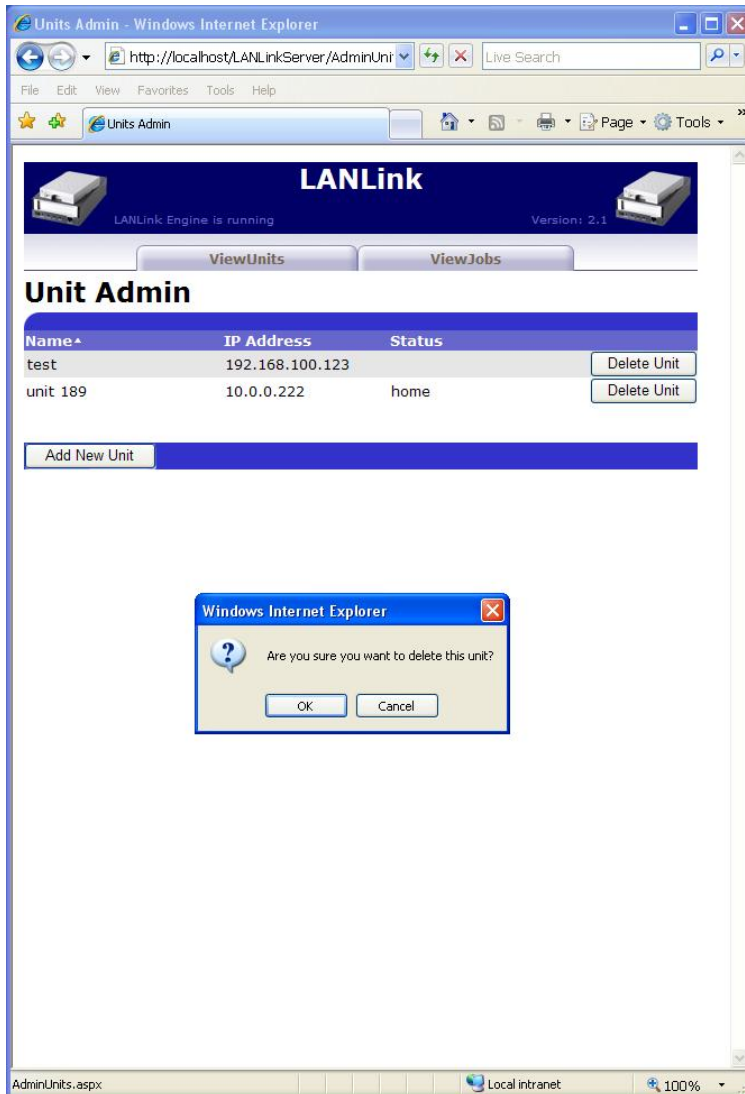 Units Admin - Windows Internet Explorer
http://localhost/LANLinkServer/AdminUni
Live Search
File Edit View Favorites Tools Help
Units Admin
Page
Tools
LANLink
LANLink Engine is running
Version: 2.1
ViewUnits
ViewJobs
Unit Admin
Name IP Address Status
test 192.168.100.123 Delete Unit
unit 189 10.0.0.222 home Delete Unit
Add New Unit
Windows Internet Explorer
Are you sure you want to delete this unit?
OK Cancel
AdminUnits.aspx Local intranet 100%